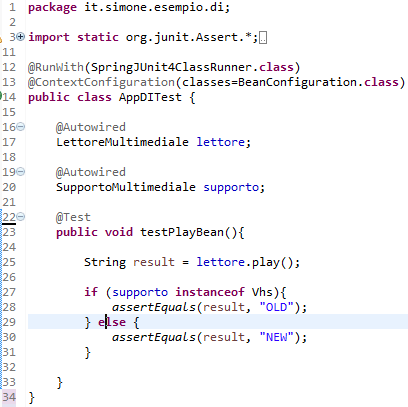 1 package it.simone.esempio.di;
2
3 import static org.junit.Assert.*;
11
12 @RunWith(SpringJUnit4ClassRunner.class)
13 @ContextConfiguration(classes=BeanConfiguration.class)
14 public class AppDITest {
15
16 @Autowired
17 LettoreMultimediale lettore;
18
19 @Autowired
20 SupportoMultimediale supporto;
21
22 @Test
23 public void testPlayBean(){
24
25 String result = lettore.play();
26
27 if (supporto instanceof Vhs){
28 assertEquals(result, "OLD");
29 } else {
30 assertEquals(result, "NEW");
31 }
32
33 }
34 }